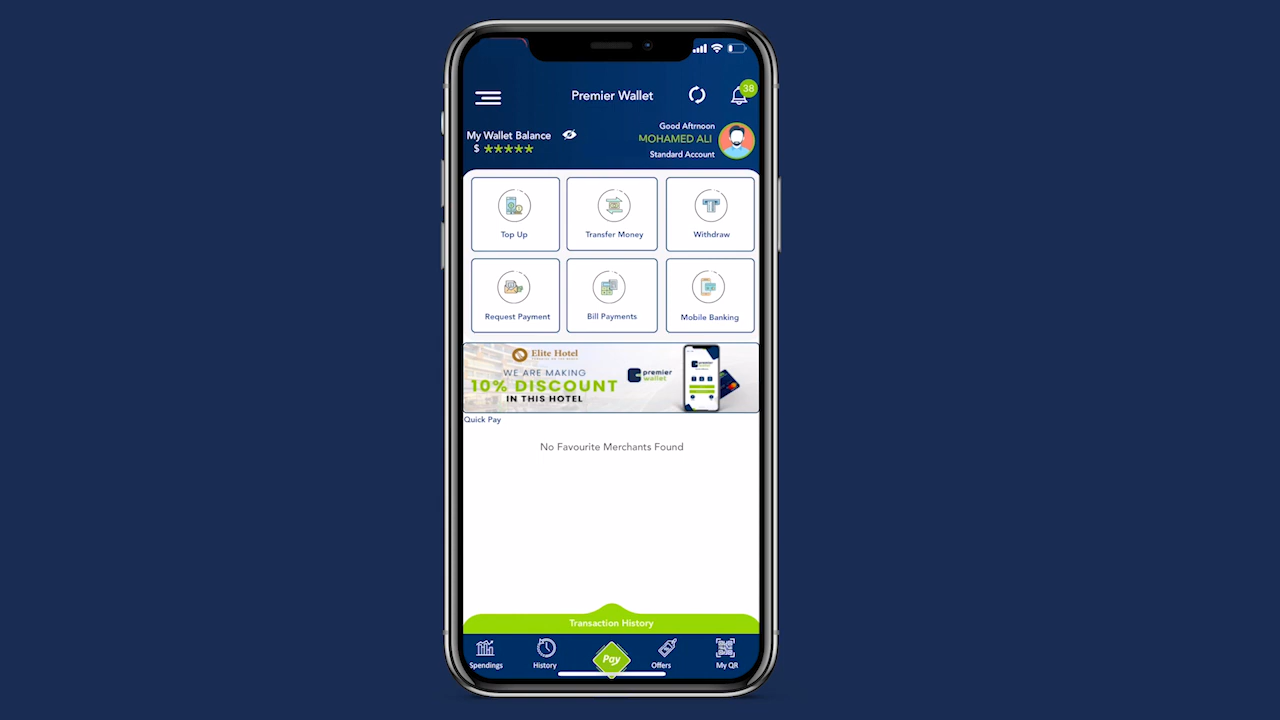 Premier Wallet
38
My Wallet Balance
$ *****
Good Aftrnoon
MOHAMED ALI
Standard Account
Top Up
Transfer Money
Withdraw
Request Payment
Bill Payments
Mobile Banking
Elite Hotel
WE ARE MAKING
10% DISCOUNT
IN THIS HOTEL
premier
wallet
Quick Pay
No Favourite Merchants Found
Transaction History
Spendings
History
Pay
Offers
My QR